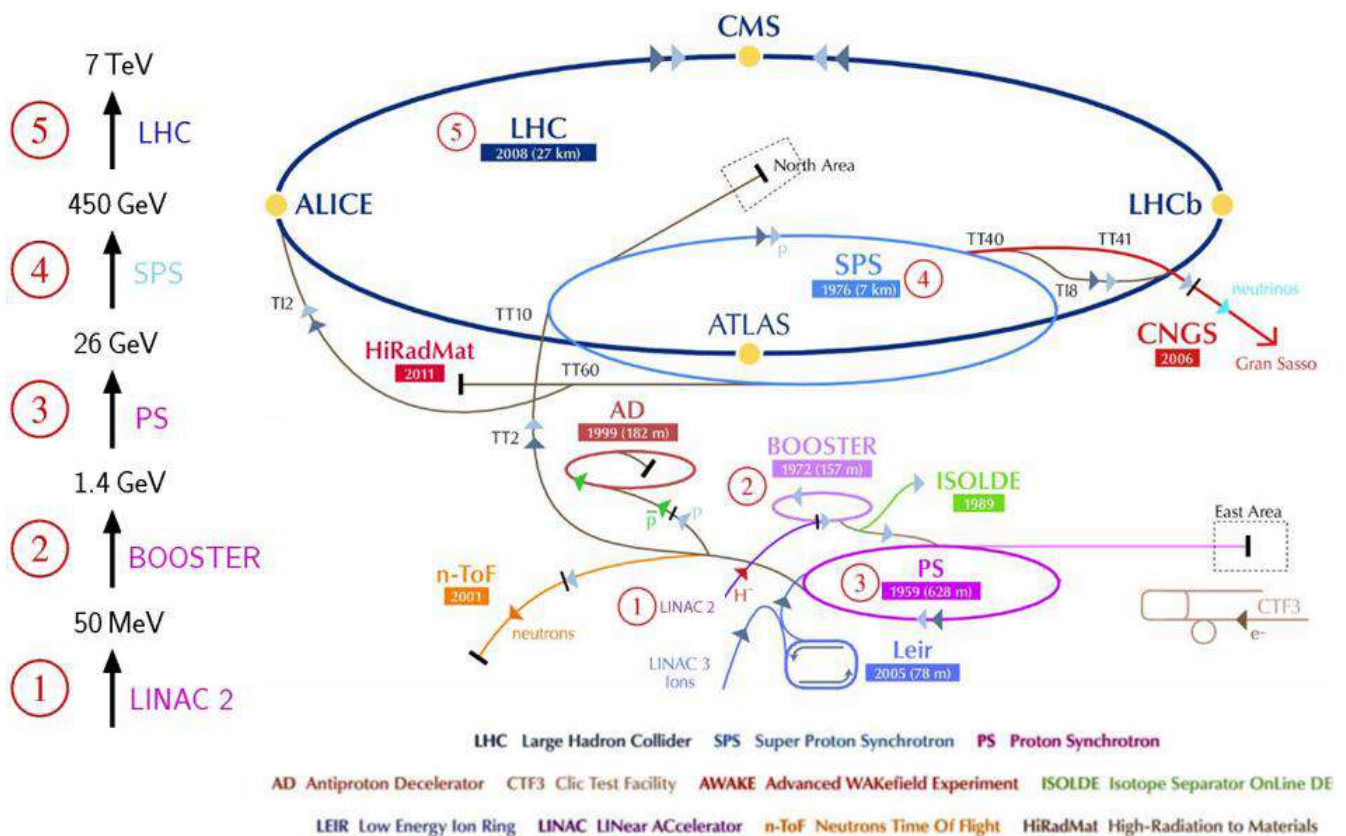 7 TeV
5
LHC
450 GeV
4
SPS
26 GeV
3
PS
1.4 GeV
2
BOOSTER
50 MeV
1
LINAC 2
CMS
5
LHC
2008 (27 km)
North Area
ALICE
LHCb
TT40
TT41
p
SPS
4
1976 (7 km)
TI8
neutrinos
TI2
TT10
ATLAS
CNGS
2006
Gran Sasso
HiRadMat
2011
TT60
AD
1999 (182 m)
TT2
BOOSTER
1972 (157 m)
2
ISOLDE
1989
p̅
p
East Area
n-ToF
2001
PS
3
1959 (628 m)
1
LINAC 2
H⁻
neutrons
CTF3
e-
LINAC 3
Ions
Leir
2005 (78 m)
LHC Large Hadron Collider SPS Super Proton Synchrotron PS Proton Synchrotron
AD Antiproton Decelerator CTF3 Clic Test Facility AWAKE Advanced WAKefield Experiment ISOLDE Isotope Separator OnLine DE
LEIR Low Energy Ion Ring LINAC LINear ACcelerator n-ToF Neutrons Time Of Flight HiRadMat High-Radiation to Materials